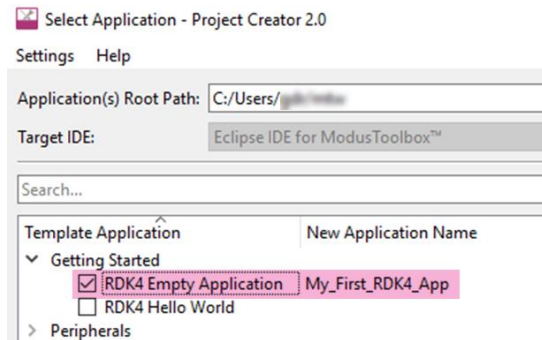 Select Application - Project Creator 2.0
Settings Help
Application(s) Root Path: C:/Users/
Target IDE: Eclipse IDE for ModusToolbox™
Search...
Template Application New Application Name
Getting Started
RDK4 Empty Application My_First_RDK4_App
RDK4 Hello World
Peripherals